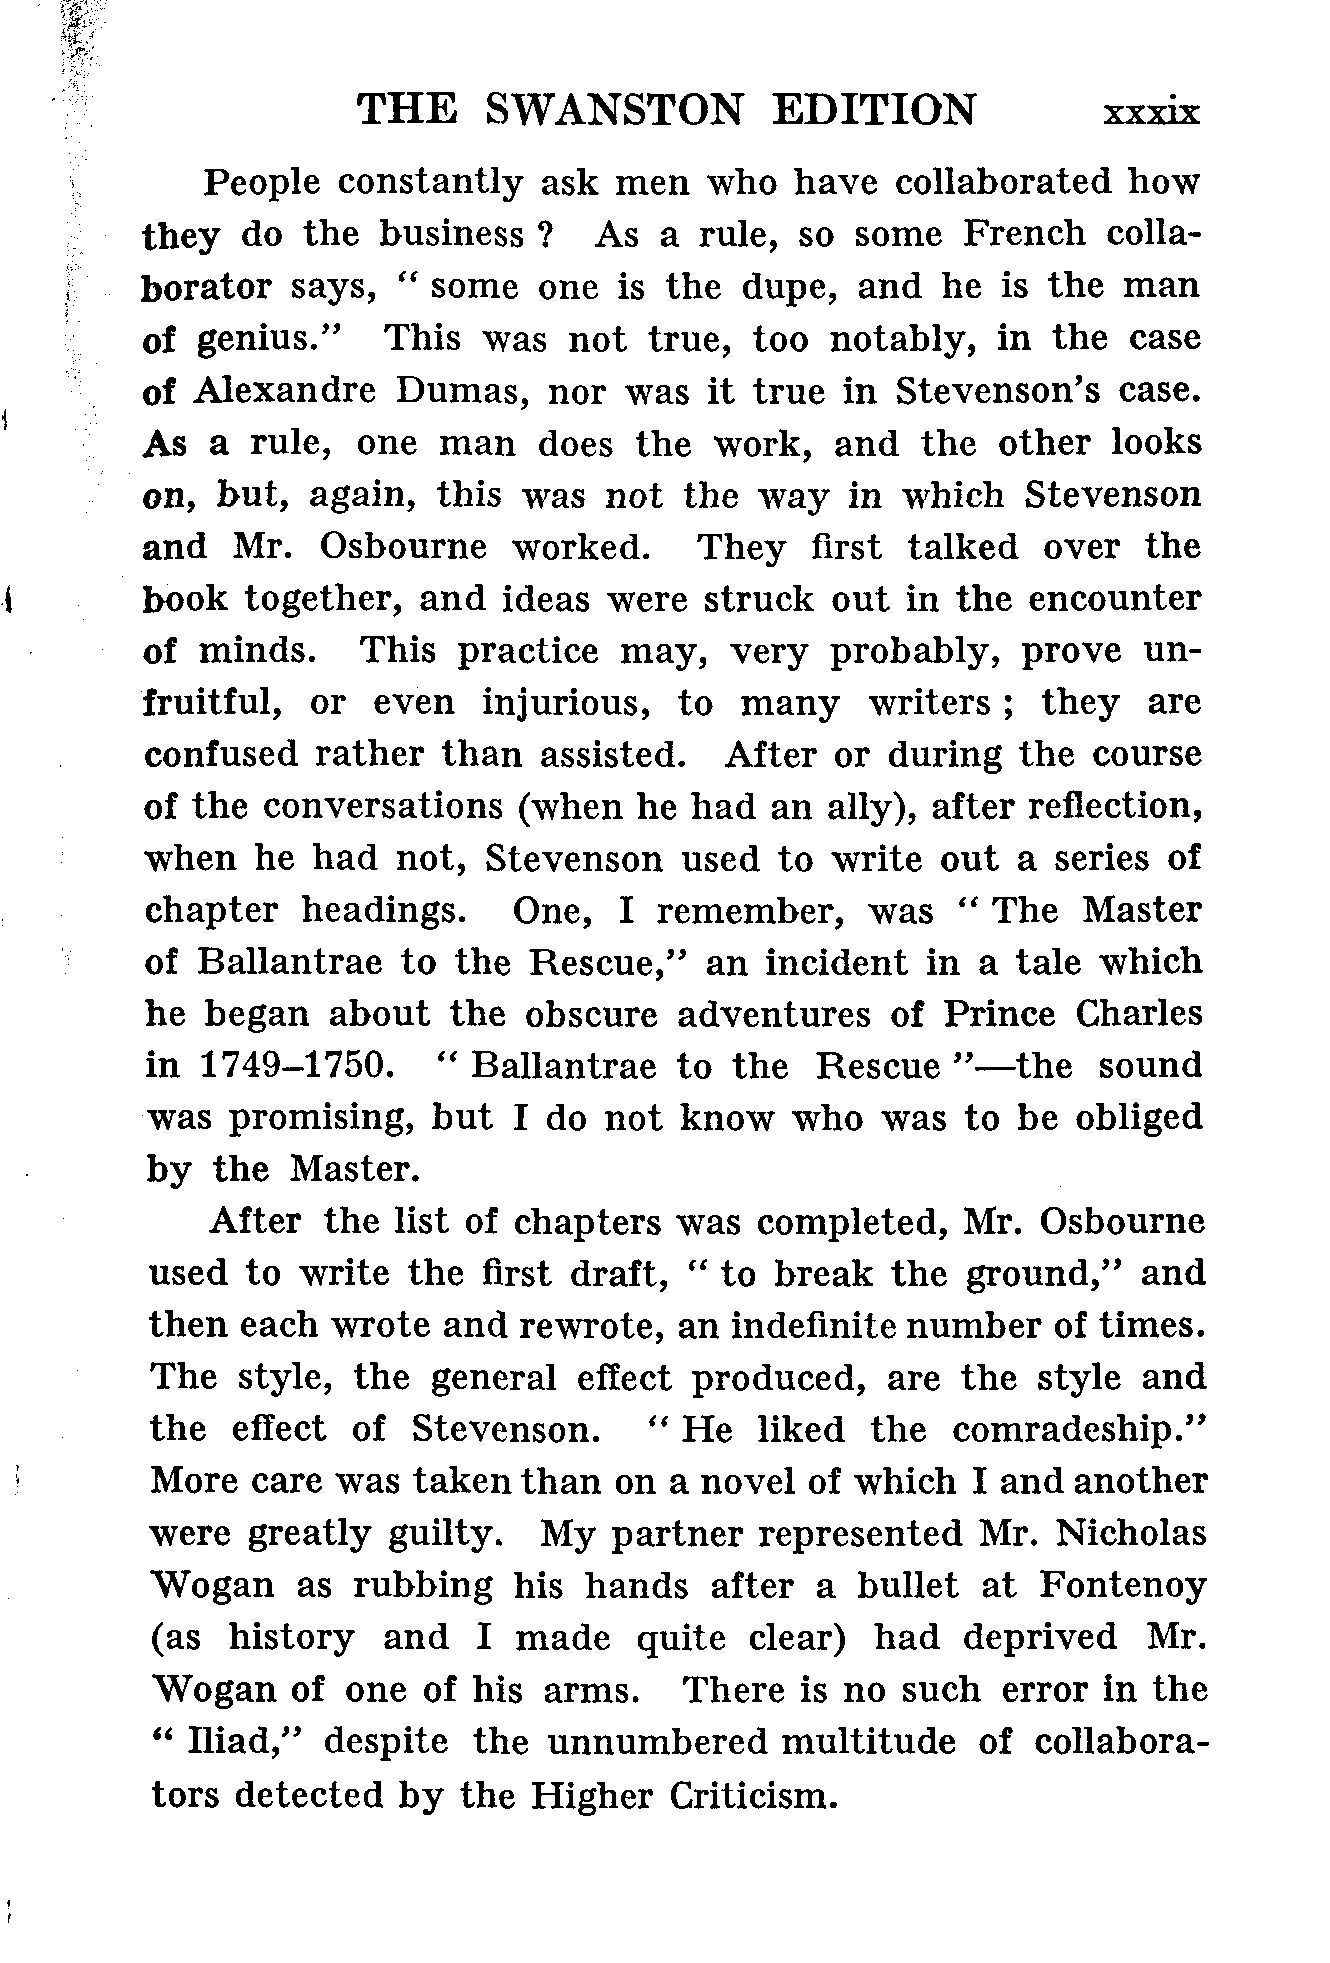 THE SWANSTON EDITION xxxix
People constantly ask men who have collaborated how
they do the business ? As a rule, so some French colla-
borator says, “ some one is the dupe, and he is the man
of genius.” This was not true, too notably, in the case
of Alexandre Dumas, nor was it true in Stevenson’s case.
As a rule, one man does the work, and the other looks
on, but, again, this was not the way in which Stevenson
and Mr. Osbourne worked. They first talked over the
book together, and ideas were struck out in the encounter
of minds. This practice may, very probably, prove un-
fruitful, or even injurious, to many writers ; they are
confused rather than assisted. After or during the course
of the conversations (when he had an ally), after reflection,
when he had not, Stevenson used to write out a series of
chapter headings. One, I remember, was “ The Master
of Ballantrae to the Rescue,” an incident in a tale which
he began about the obscure adventures of Prince Charles
in 1749–1750. “ Ballantrae to the Rescue ”—the sound
was promising, but I do not know who was to be obliged
by the Master.
After the list of chapters was completed, Mr. Osbourne
used to write the first draft, “ to break the ground,” and
then each wrote and rewrote, an indefinite number of times.
The style, the general effect produced, are the style and
the effect of Stevenson. “ He liked the comradeship.”
More care was taken than on a novel of which I and another
were greatly guilty. My partner represented Mr. Nicholas
Wogan as rubbing his hands after a bullet at Fontenoy
(as history and I made quite clear) had deprived Mr.
Wogan of one of his arms. There is no such error in the
“ Iliad,” despite the unnumbered multitude of collabora-
tors detected by the Higher Criticism.